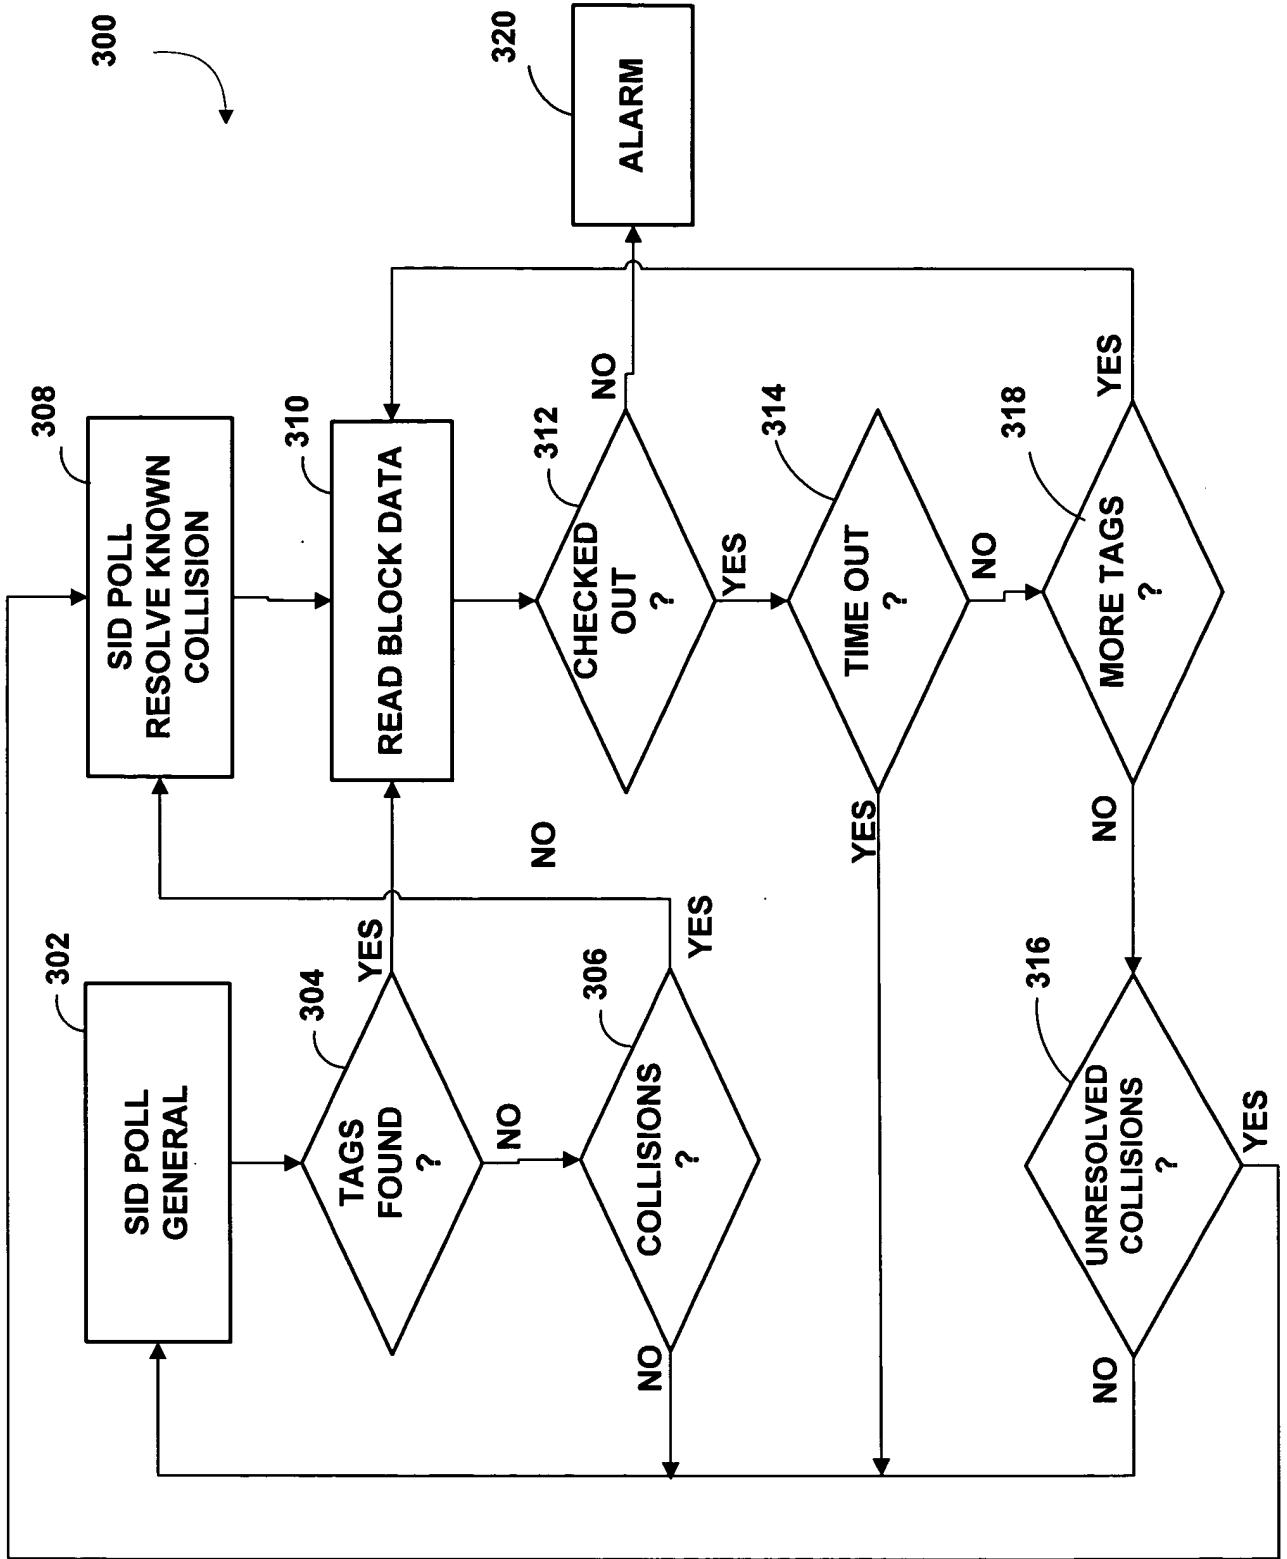 300
302
SID POLL
GENERAL
308
SID POLL
RESOLVE KNOWN
COLLISION
304
TAGS
FOUND
?
YES
NO
310
READ BLOCK DATA
320
ALARM
306
COLLISIONS
?
NO
YES
NO
312
CHECKED
OUT
?
NO
YES
314
TIME OUT
?
YES
NO
316
UNRESOLVED
COLLISIONS
?
NO
YES
318
MORE TAGS
?
NO
YES